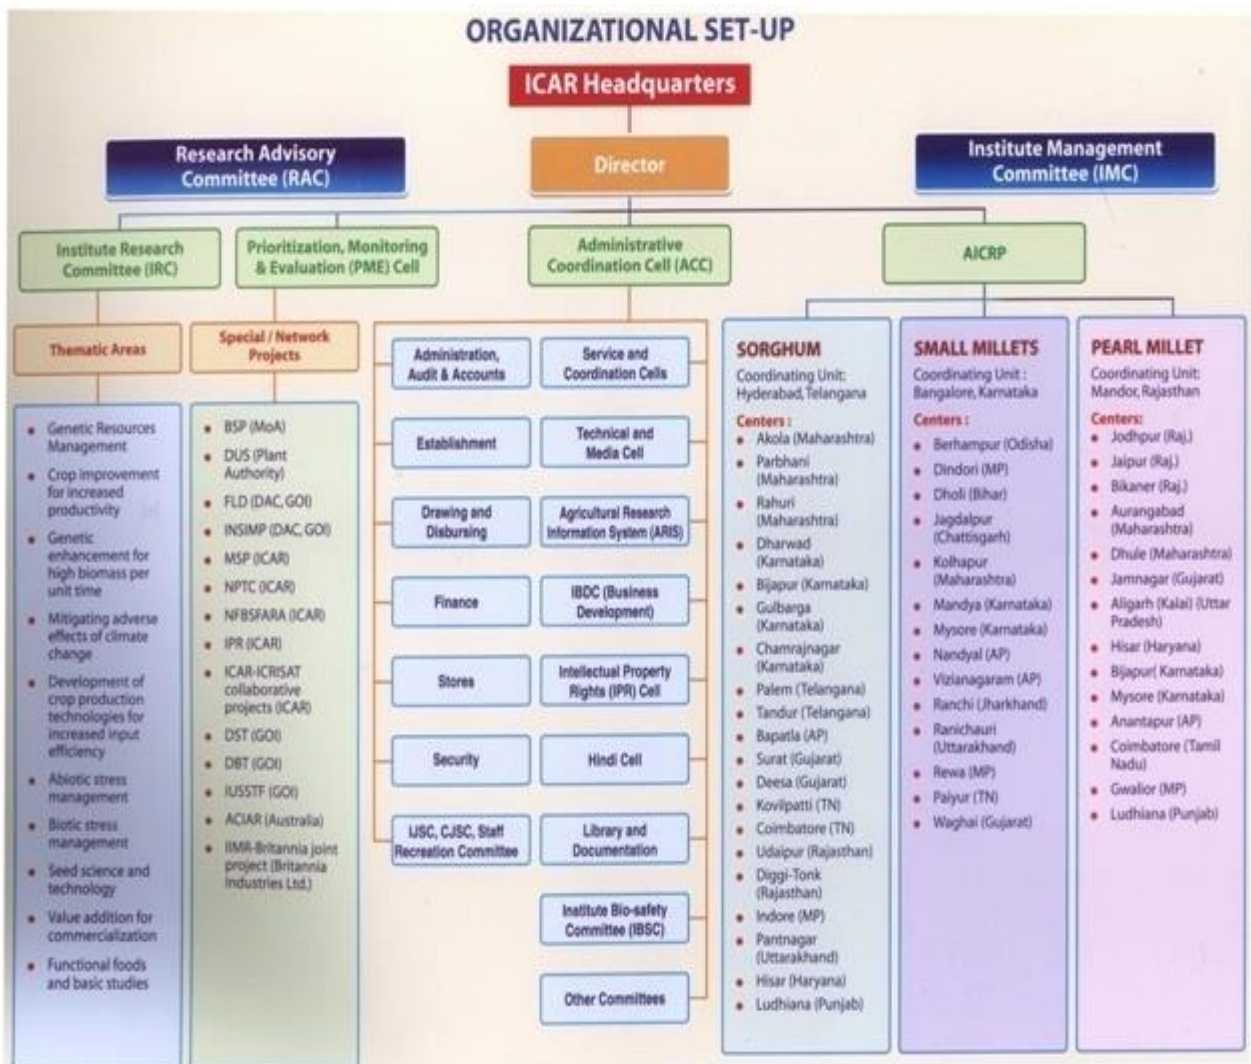 ORGANIZATIONAL SET-UP
ICAR Headquarters
Research Advisory
Committee (RAC)
Director
Institute Management
Committee (IMC)
Institute Research
Committee (IRC)
Prioritization, Monitoring
& Evaluation (PME) Cell
Administrative
Coordination Cell (ACC)
AICRP
Thematic Areas
Genetic Resources
Management
Crop improvement
for increased
productivity
Genetic
enhancement for
high biomass per
unit time
Mitigating adverse
effects of climate
change
Development of
crop production
technologies for
increased input
efficiency
Abiotic stress
management
Biotic stress
management
Seed science and
technology
Value addition for
commercialization
Functional foods
and basic studies
Special / Network
Projects
BSP (MoA)
DUS (Plant
Authority)
FLD (DAC, GOI)
INSIMP (DAC, GOI)
MSP (ICAR)
NPTC (ICAR)
NFBSFARA (ICAR)
IPR (ICAR)
ICAR-ICRISAT
collaborative
projects (ICAR)
DST (GOI)
DBT (GOI)
IUSSTF (GOI)
ACIAR (Australia)
IIMR-Britannia joint
project (Britannia
Industries Ltd.)
Administration,
Audit & Accounts
Establishment
Drawing and
Disbursing
Finance
Stores
Security
IJSC, CJSC, Staff
Recreation Committee
Service and
Coordination Cells
Technical and
Media Cell
Agricultural Research
Information System (ARIS)
IBDC (Business
Development)
Intellectual Property
Rights (IPR) Cell
Hindi Cell
Library and
Documentation
Institute Bio-safety
Committee (IBSC)
Other Committees
SORGHUM
Coordinating Unit:
Hyderabad, Telangana
Centers :
Akola (Maharashtra)
Parbhani
(Maharashtra)
Rahuri
(Maharashtra)
Dharwad
(Karnataka)
Bijapur (Karnataka)
Gulbarga
(Karnataka)
Chamrajnagar
(Karnataka)
Palem (Telangana)
Tandur (Telangana)
Bapatla (AP)
Surat (Gujarat)
Deesa (Gujarat)
Kovilpatti (TN)
Coimbatore (TN)
Udaipur (Rajasthan)
Diggi-Tonk
(Rajasthan)
Indore (MP)
Pantnagar
(Uttarakhand)
Hisar (Haryana)
Ludhiana (Punjab)
SMALL MILLETS
Coordinating Unit :
Bangalore, Karnataka
Centers :
Berhampur (Odisha)
Dindori (MP)
Dholi (Bihar)
Jagdalpur
(Chattisgarh)
Kolhapur
(Maharashtra)
Mandya (Karnataka)
Mysore (Karnataka)
Nandyal (AP)
Vizianagaram (AP)
Ranchi (Jharkhand)
Ranichauri
(Uttarakhand)
Rewa (MP)
Paiyur (TN)
Waghai (Gujarat)
PEARL MILLET
Coordinating Unit:
Mandor, Rajasthan
Centers:
Jodhpur (Raj.)
Jaipur (Raj.)
Bikaner (Raj.)
Aurangabad
(Maharashtra)
Dhule (Maharashtra)
Jamnagar (Gujarat)
Aligarh (Kalai) (Uttar
Pradesh)
Hisar (Haryana)
Bijapur( Karnataka)
Mysore (Karnataka)
Anantapur (AP)
Coimbatore (Tamil
Nadu)
Gwalior (MP)
Ludhiana (Punjab)